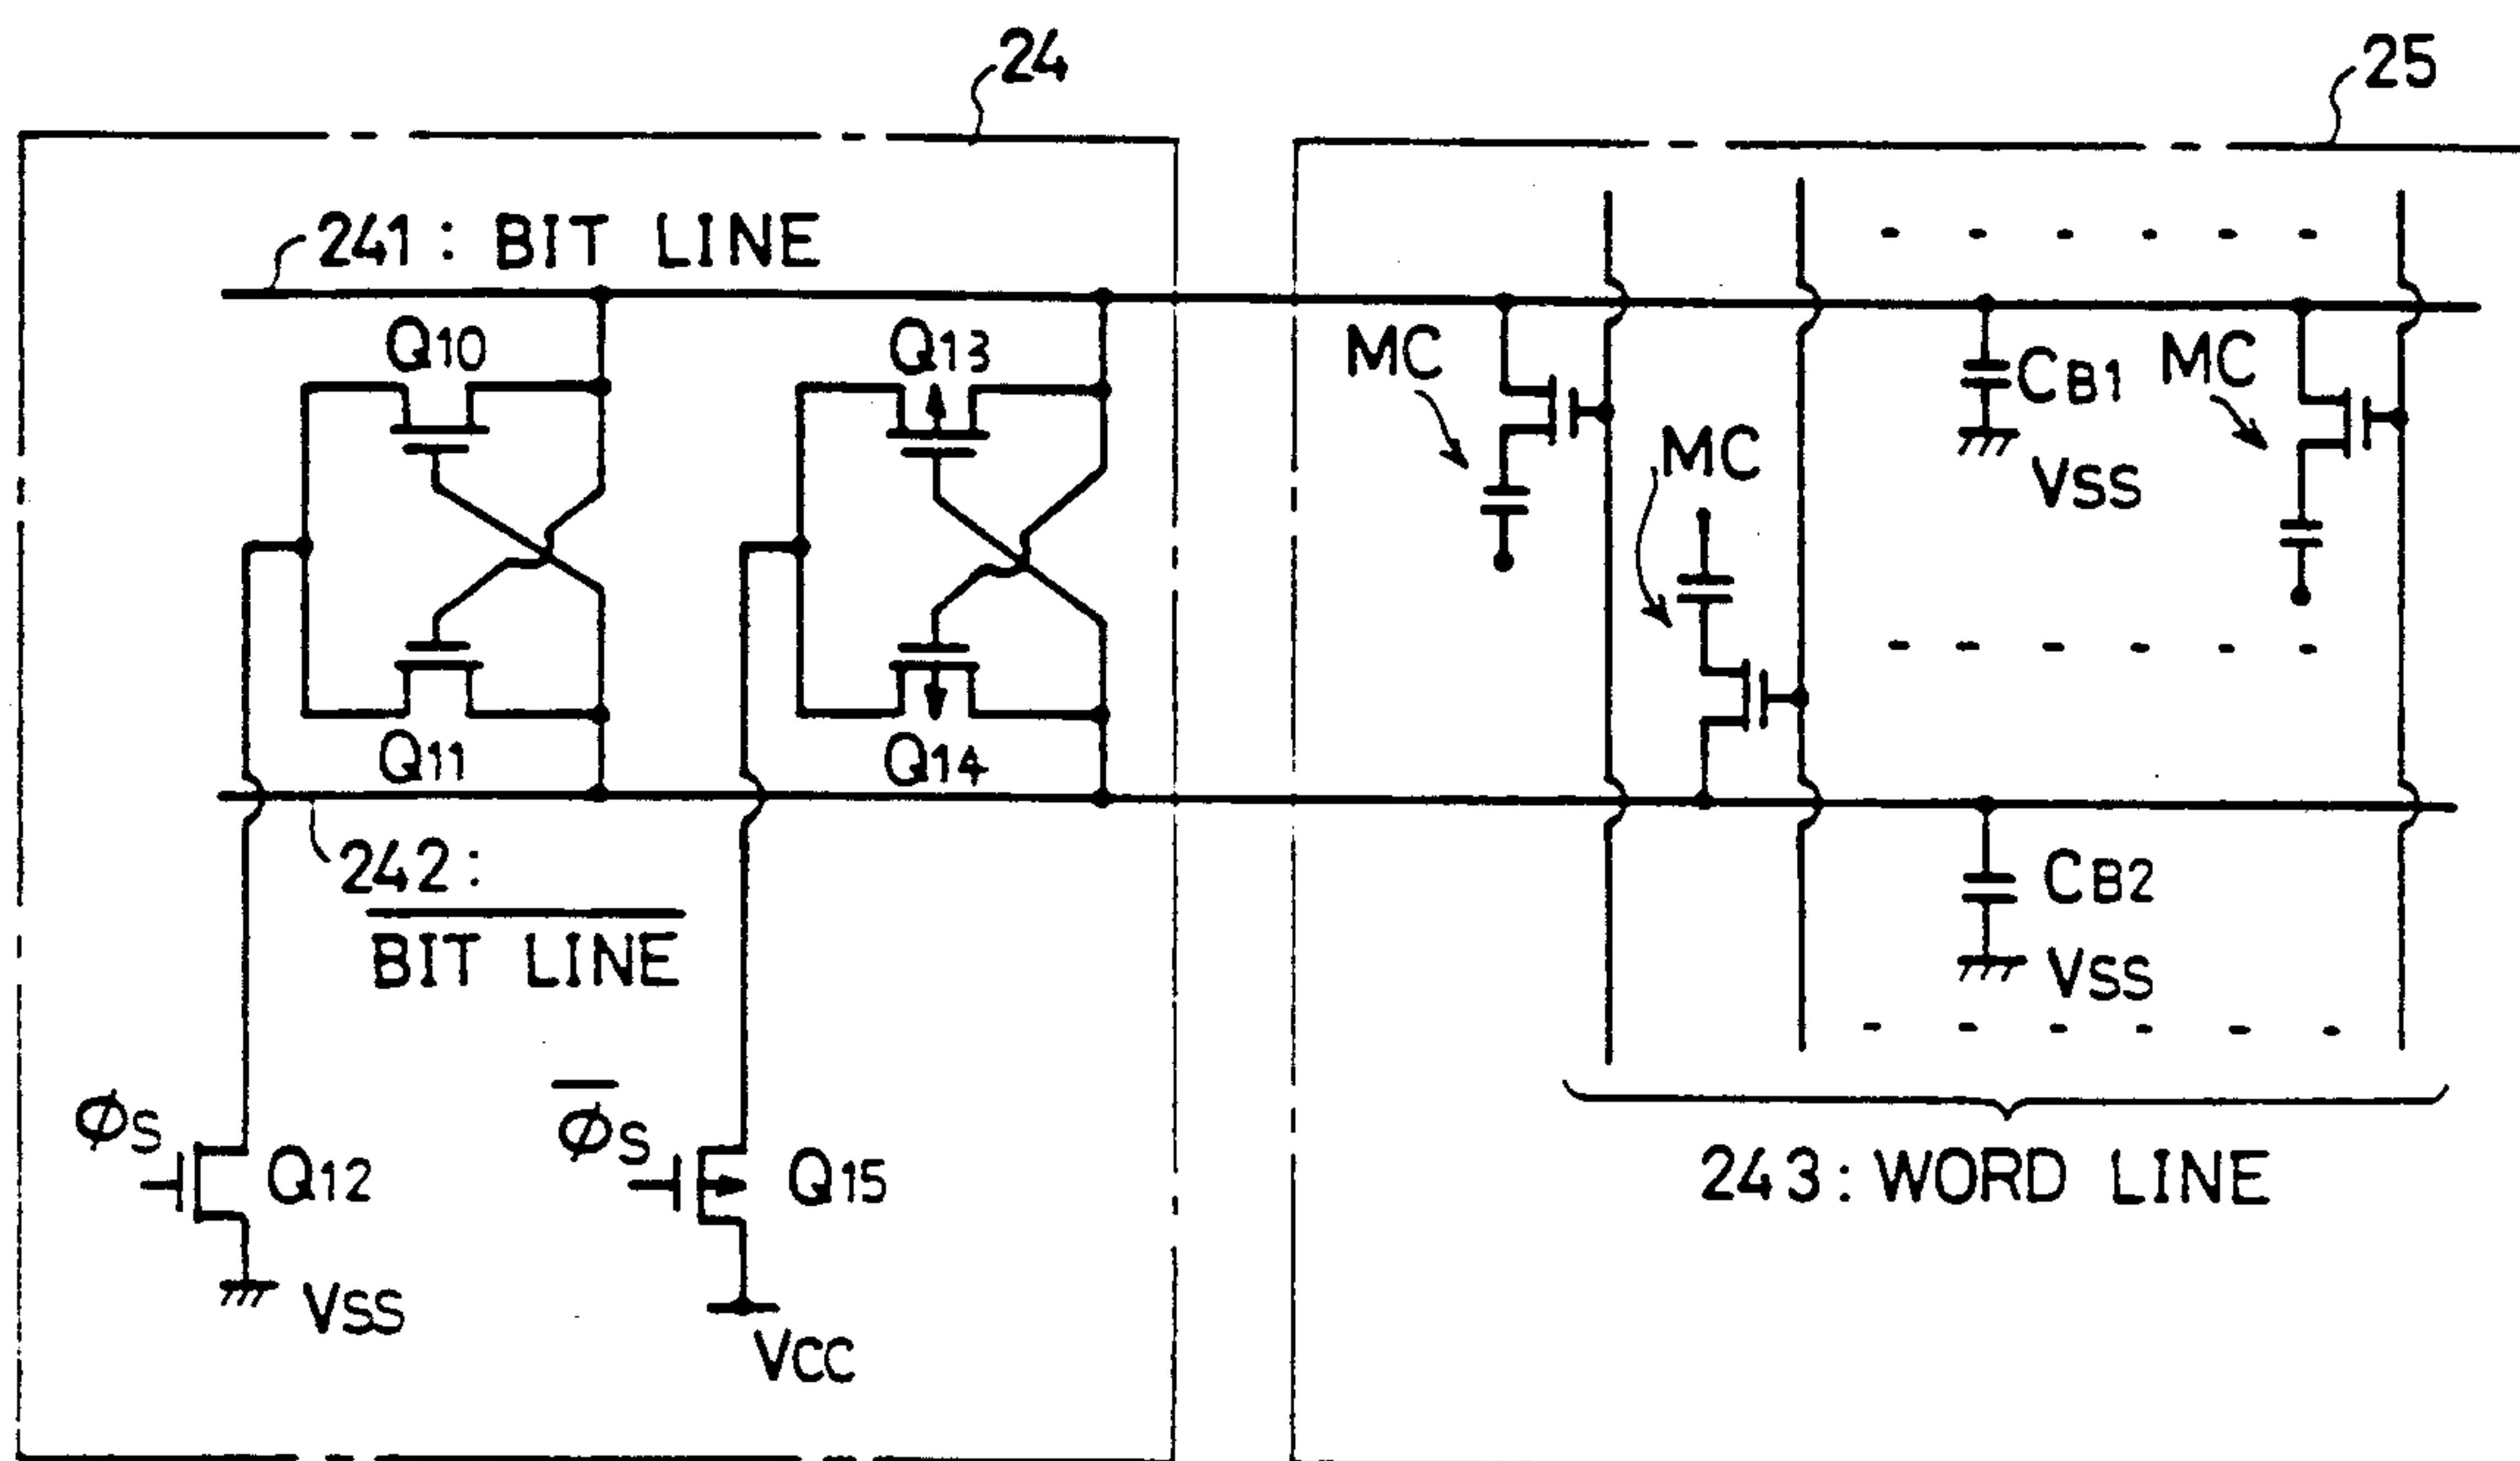 24
25
241 : BIT LINE
Q10
Q13
MC
CB1
MC
VSS
MC
Q11
Q14
242 :
BIT LINE
CB2
VSS
ΦS
Q12
Φ̅S
Q15
243 : WORD LINE
VSS
VCC